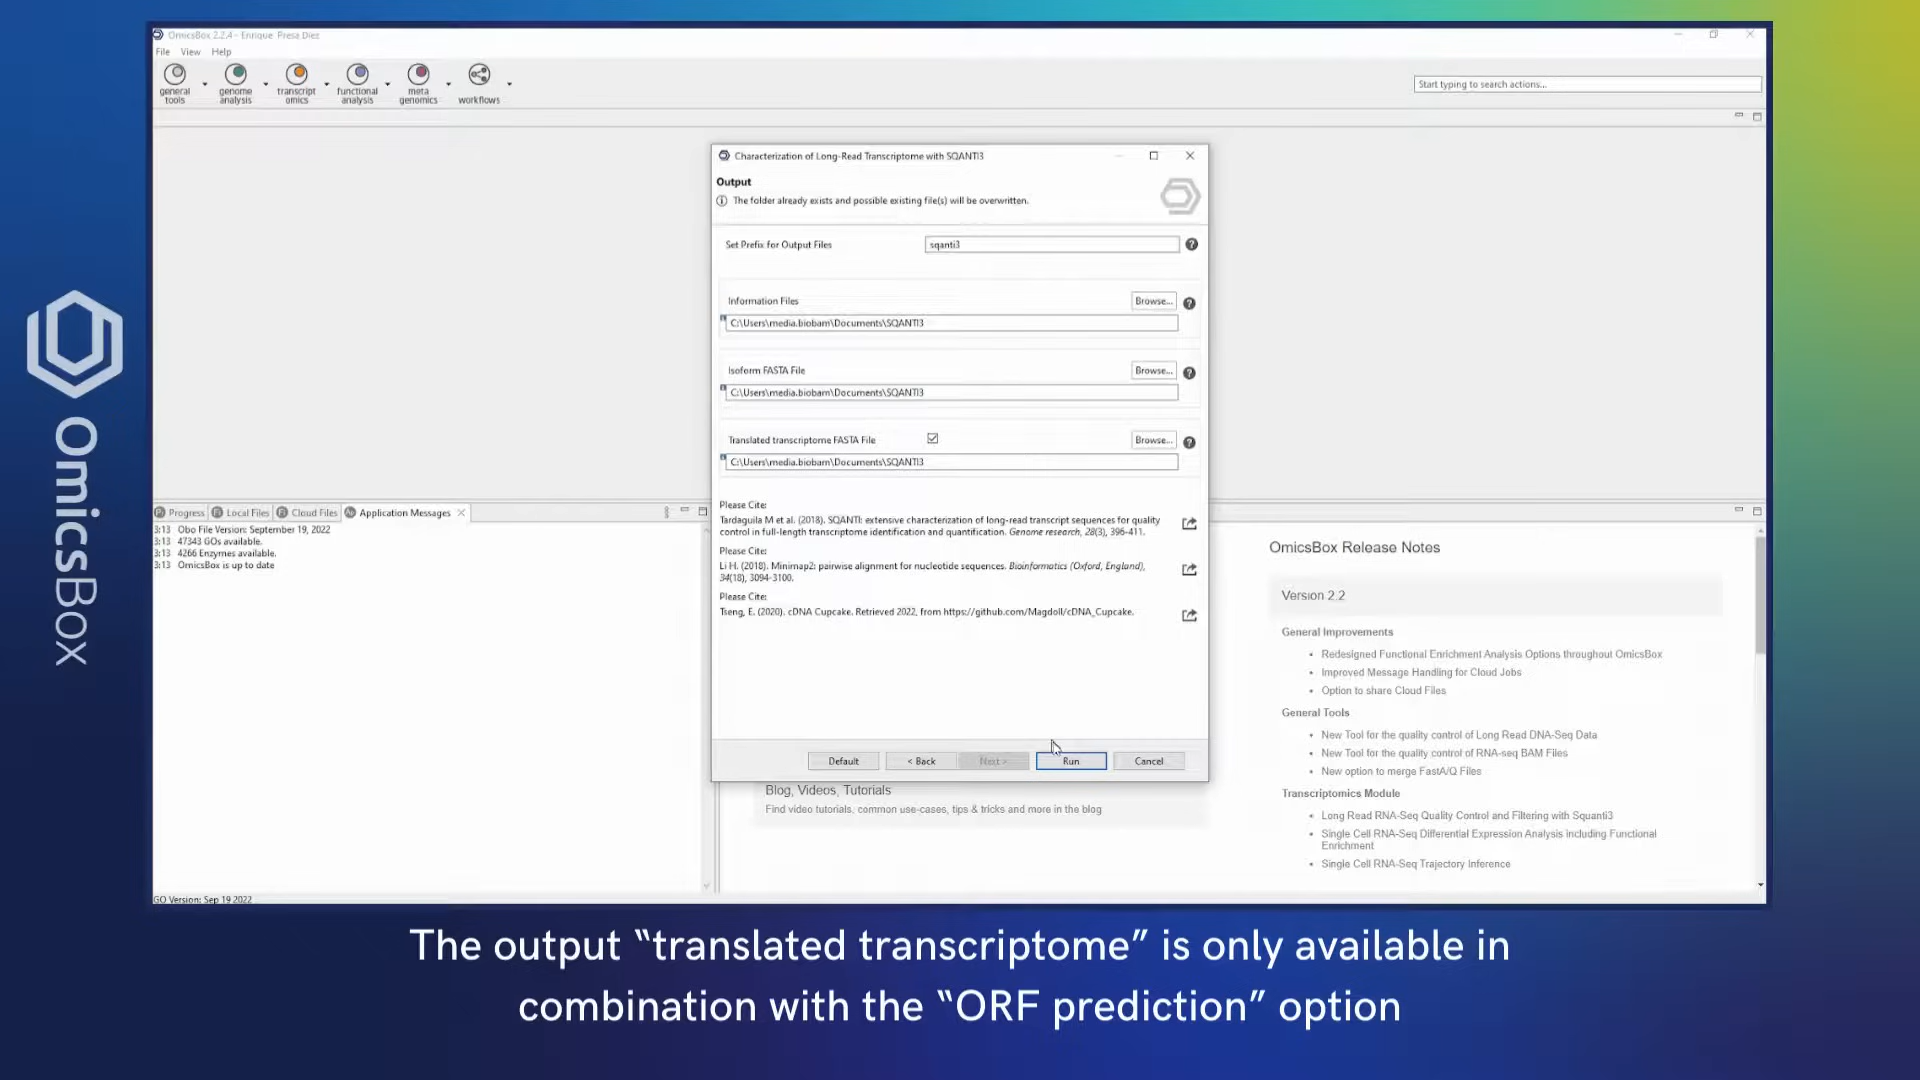 OmicsBox 2.2.4 - Enrique Presa Diez
File View Help
general tools
genome analysis
transcript omics
functional analysis
meta genomics
workflows
Start typing to search actions...
Characterization of Long-Read Transcriptome with SQANTI3
Output
The folder already exists and possible existing file(s) will be overwritten.
Set Prefix for Output Files
sqanti3
Information Files
Browse...
C:\Users\media.biobam\Documents\SQANTI3
Isoform FASTA File
Browse...
C:\Users\media.biobam\Documents\SQANTI3
Translated transcriptome FASTA File
Browse...
C:\Users\media.biobam\Documents\SQANTI3
Please Cite:
Tardaguila M et al. (2018). SQANTI: extensive characterization of long-read transcript sequences for quality
control in full-length transcriptome identification and quantification. Genome research, 28(3), 396-411.
Please Cite:
Li H. (2018). Minimap2: pairwise alignment for nucleotide sequences. Bioinformatics (Oxford, England),
34(18), 3094-3100.
Please Cite:
Tseng, E. (2020). cDNA Cupcake. Retrieved 2022, from https://github.com/Magdoll/cDNA_Cupcake.
Default
< Back
Next >
Run
Cancel
Progress
Local Files
Cloud Files
Application Messages
3:13 Obo File Version: September 19, 2022
3:13 47343 GOs available.
3:13 4266 Enzymes available.
3:13 OmicsBox is up to date
GO Version: Sep 19 2022
Blog, Videos, Tutorials
Find video tutorials, common use-cases, tips & tricks and more in the blog
OmicsBox Release Notes
Version 2.2
General Improvements
Redesigned Functional Enrichment Analysis Options throughout OmicsBox
Improved Message Handling for Cloud Jobs
Option to share Cloud Files
General Tools
New Tool for the quality control of Long Read DNA-Seq Data
New Tool for the quality control of RNA-seq BAM Files
New option to merge FastA/Q Files
Transcriptomics Module
Long Read RNA-Seq Quality Control and Filtering with Squanti3
Single Cell RNA-Seq Differential Expression Analysis including Functional
Enrichment
Single Cell RNA-Seq Trajectory Inference
OmicsBox
The output “translated transcriptome” is only available in
combination with the “ORF prediction” option